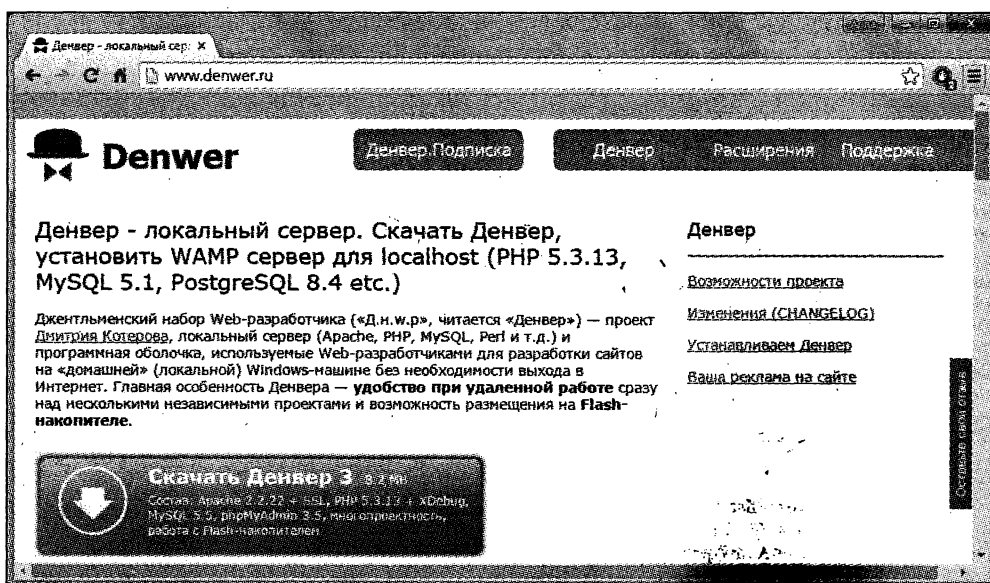 Денвер - локальный сер:
www.denwer.ru
Denwer
Денвер.Подписка
Денвер
Расширения
Поддержка
Денвер - локальный сервер. Скачать Денвер,
установить WAMP сервер для localhost (PHP 5.3.13,
MySQL 5.1, PostgreSQL 8.4 etc.)
Джентльменский набор Web-разработчика («Д.н.w.р», читается «Денвер») — проект
Дмитрия Котерова, локальный сервер (Apache, PHP, MySQL, Perl и т.д.) и
программная оболочка, используемые Web-разработчиками для разработки сайтов
на «домашней» (локальной) Windows-машине без необходимости выхода в
Интернет. Главная особенность Денвера — удобство при удаленной работе сразу
над несколькими независимыми проектами и возможность размещения на Flash-
накопителе.
Скачать Денвер 3 8.2 МБ
Состав: Apache 2.2.22 + SSL, PHP 5.3.13 + XDebug,
MySQL 5.5, phpMyAdmin 3.5, многопроектность,
работа с Flash-накопителем
Денвер
Возможности проекта
Изменения (CHANGELOG)
Устанавливаем Денвер
Ваша реклама на сайте
Оставьте свой отзыв